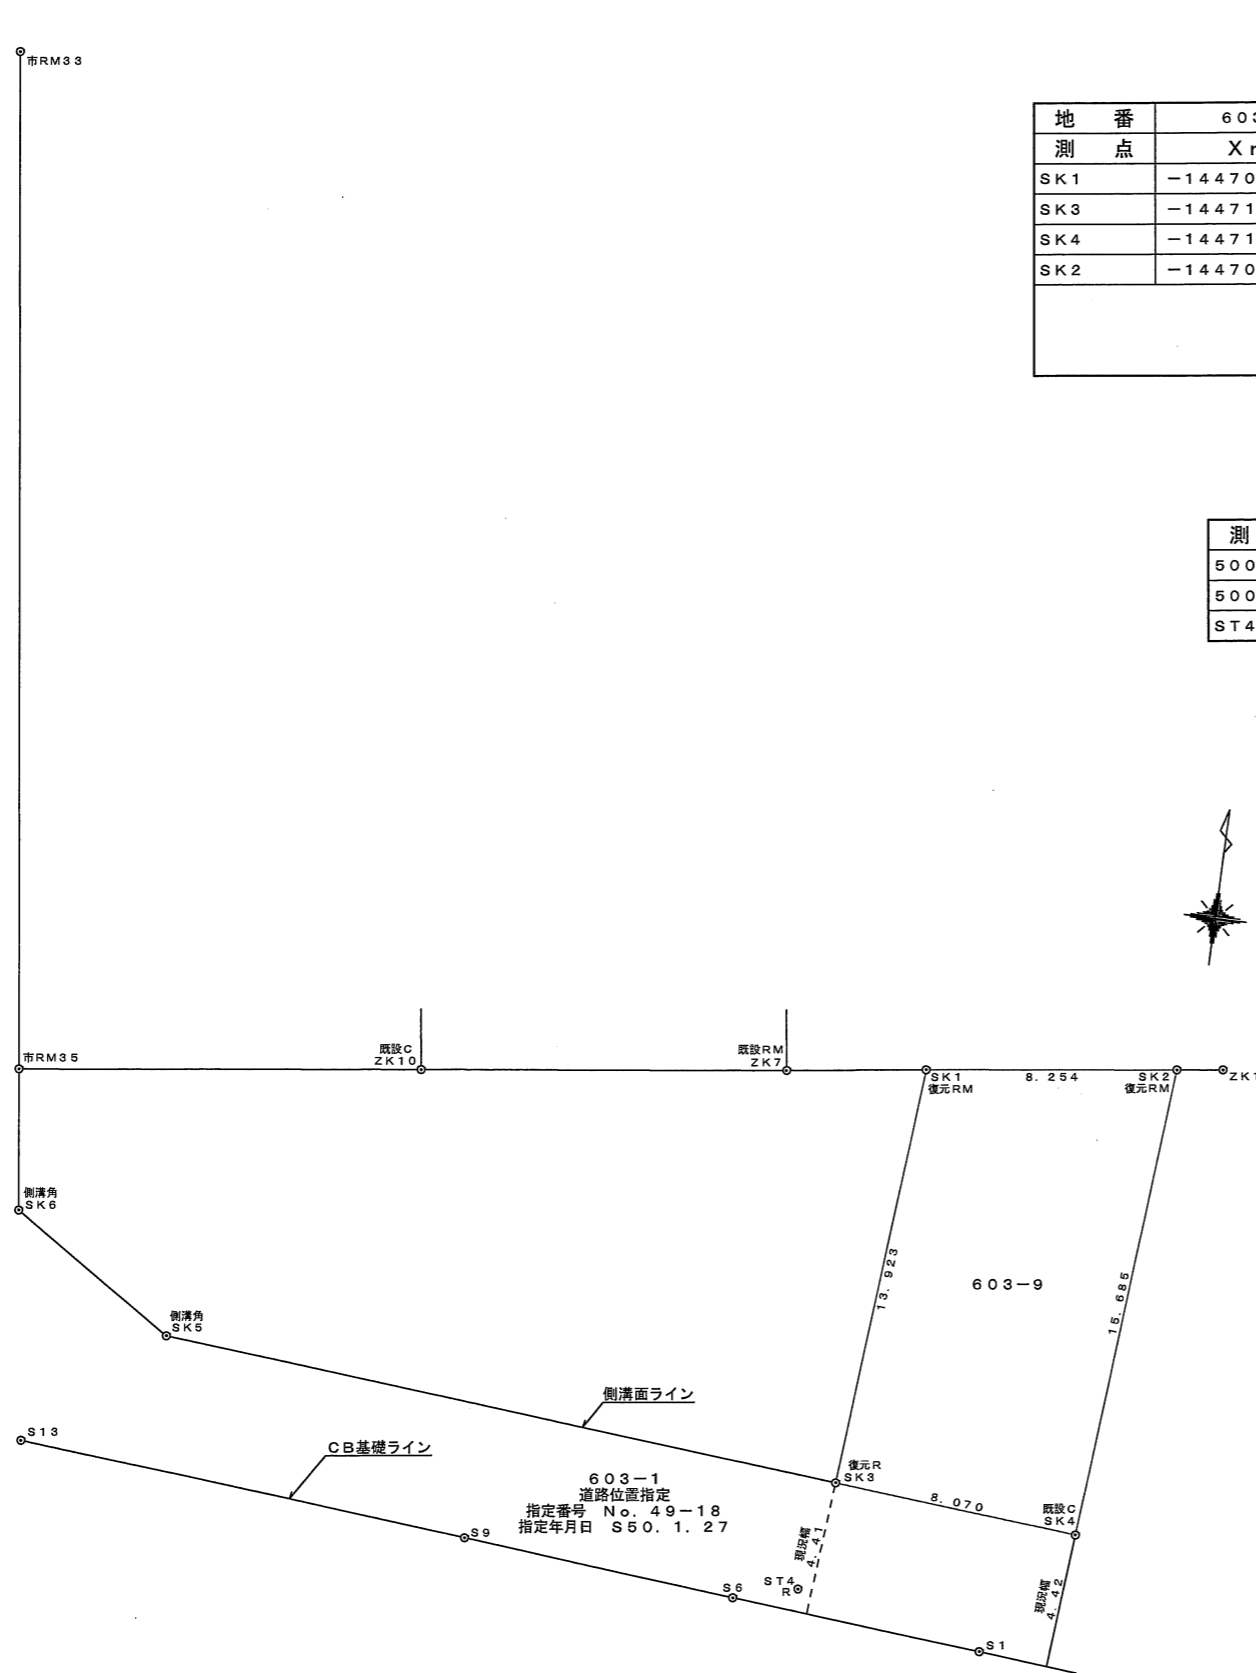 市RM33
地 番 603
測 点 X
SK1 －14470
SK3 －14471
SK4 －14471
SK2 －14470
測
500
500
ST4
市RM35
既設C
ZK10
既設RM
ZK7
SK1
復元RM
8.254
SK2
復元RM
ZK1
側溝角
SK6
側溝角
SK5
13.923
603－9
15.685
側溝面ライン
S13
CB基礎ライン
復元R
SK3
8.070
既設C
SK4
603－1
道路位置指定
指定番号 No.49－18
指定年月日 S50.1.27
S9
現況幅
4.41
ST4
R
S6
現況幅
4.42
S1